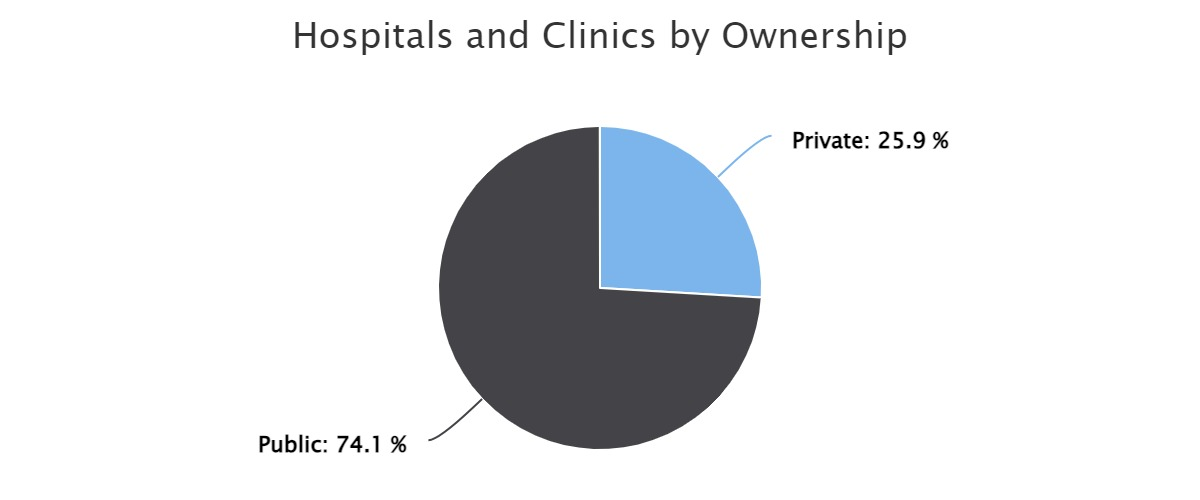 Hospitals and Clinics by Ownership
Private: 25.9 %
Public: 74.1 %